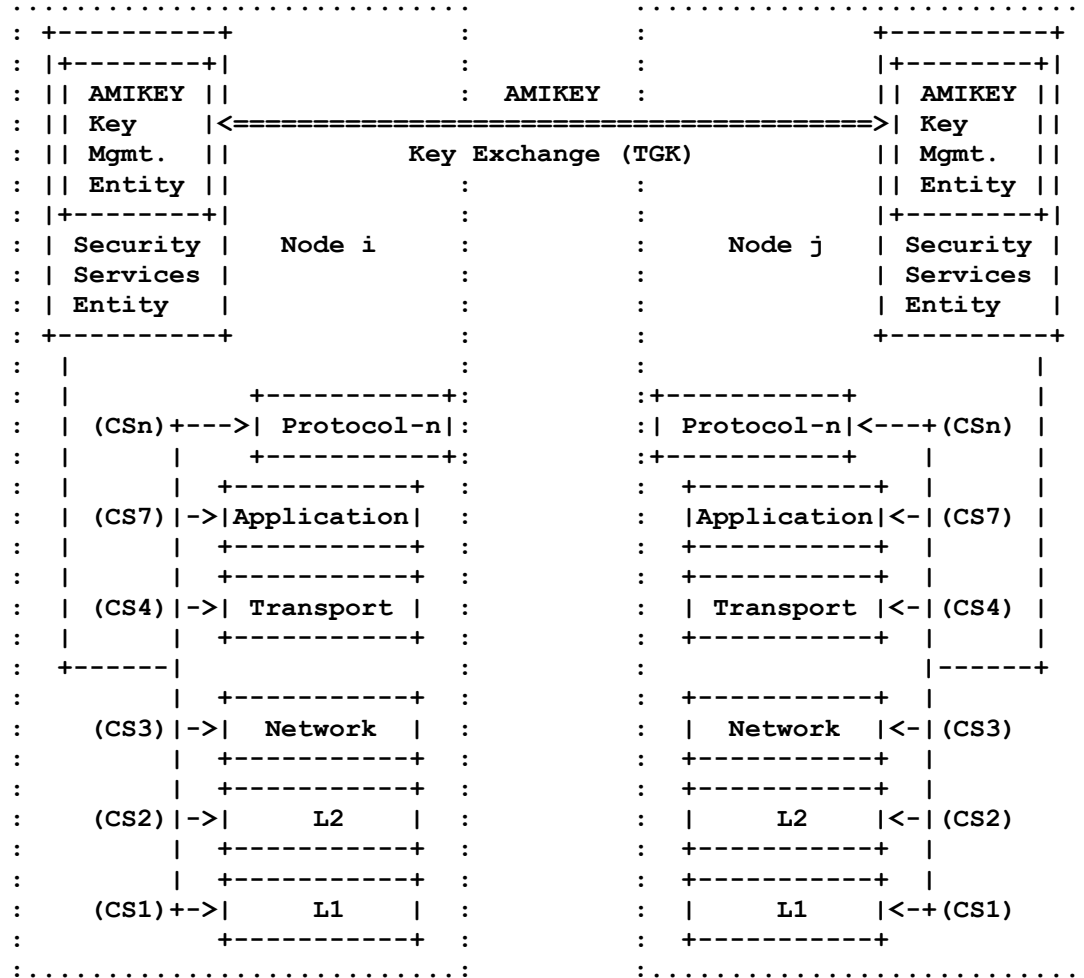 AMIKEY AMIKEY AMIKEY
Key Key
Mgmt. Key Exchange (TGK) Mgmt.
Entity Entity
Security Node i Node j Security
Services Services
Entity Entity
(CSn) Protocol-n Protocol-n (CSn)
(CS7) Application Application (CS7)
(CS4) Transport Transport (CS4)
(CS3) Network Network (CS3)
(CS2) L2 L2 (CS2)
(CS1) L1 L1 (CS1)